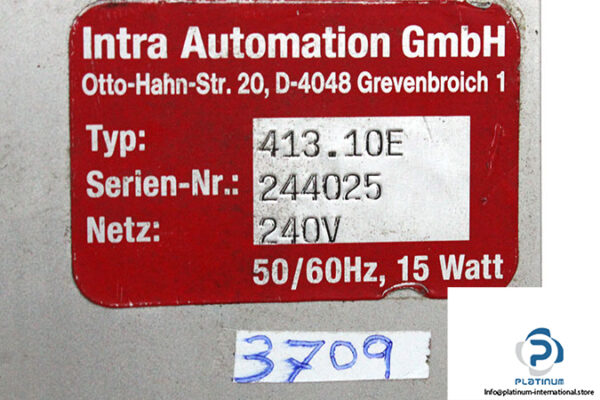 Intra Automation GmbH
Otto-Hahn-Str. 20, D-4048 Grevenbroich 1
Typ: 413.10E
Serien-Nr.: 244025
Netz: 240V
50/60Hz, 15 Watt
3709
PLATINUM
Info@platinum-international.store